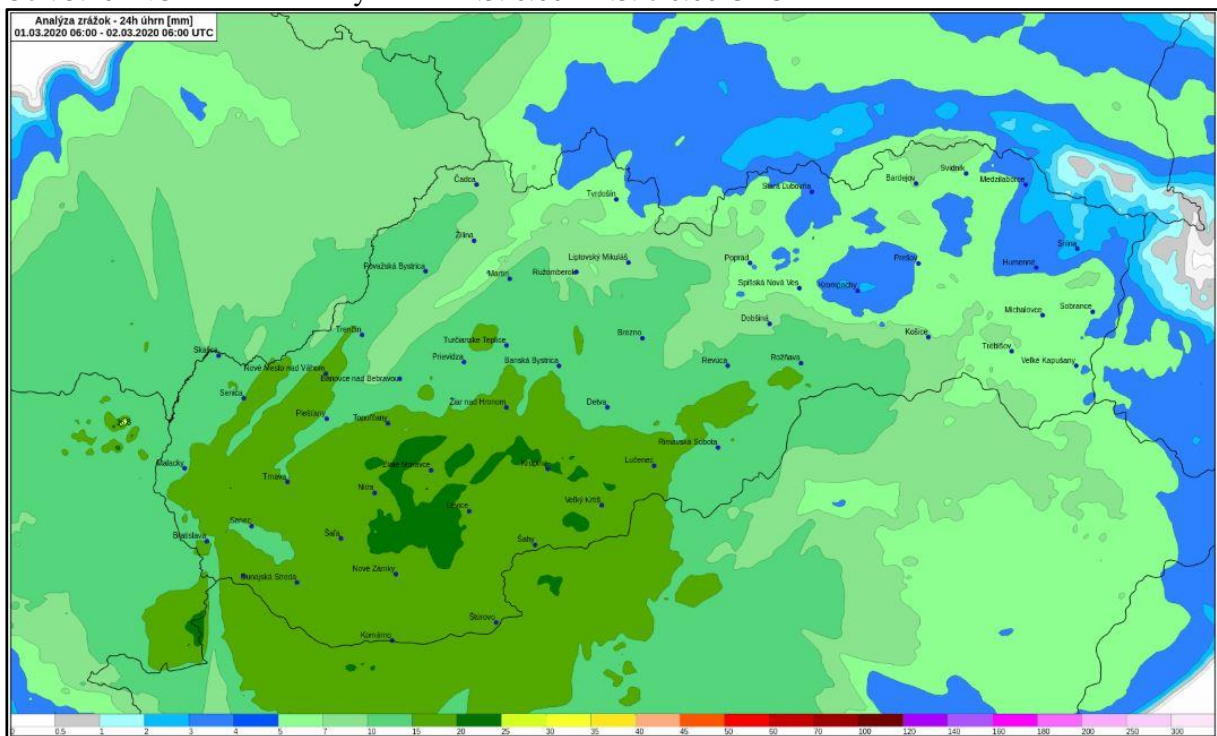 Analýza zrážok - 24h úhrn [mm]
01.03.2020 06:00 - 02.03.2020 06:00 UTC
Čadca
Svidník
Bardejov
Medzilaborce
Stará Ľubovňa
Tvrdošín
Žilina
Snina
Liptovský Mikuláš
Poprad
Prešov
Humenné
Považská Bystrica
Martin
Ružomberok
Spišská Nová Ves
Krompachy
Michalovce
Sobrance
Dobšiná
Trenčín
Brezno
Košice
Turčianske Teplice
Trebišov
Skalica
Prievidza
Banská Bystrica
Revúca
Rožňava
Veľké Kapušany
Nové Mesto nad Váhom
Bánovce nad Bebravou
Senica
Žiar nad Hronom
Detva
Piešťany
Topoľčany
Rimavská Sobota
Malacky
Zlaté Moravce
Krupina
Lučenec
Trnava
Nitra
Levice
Veľký Krtíš
Senec
Bratislava
Šaľa
Šahy
Dunajská Streda
Nové Zámky
Štúrovo
Komárno
0 0.5 1 2 3 4 5 7 10 15 20 25 30 35 40 45 50 60 70 100 120 140 160 180 200 250 300